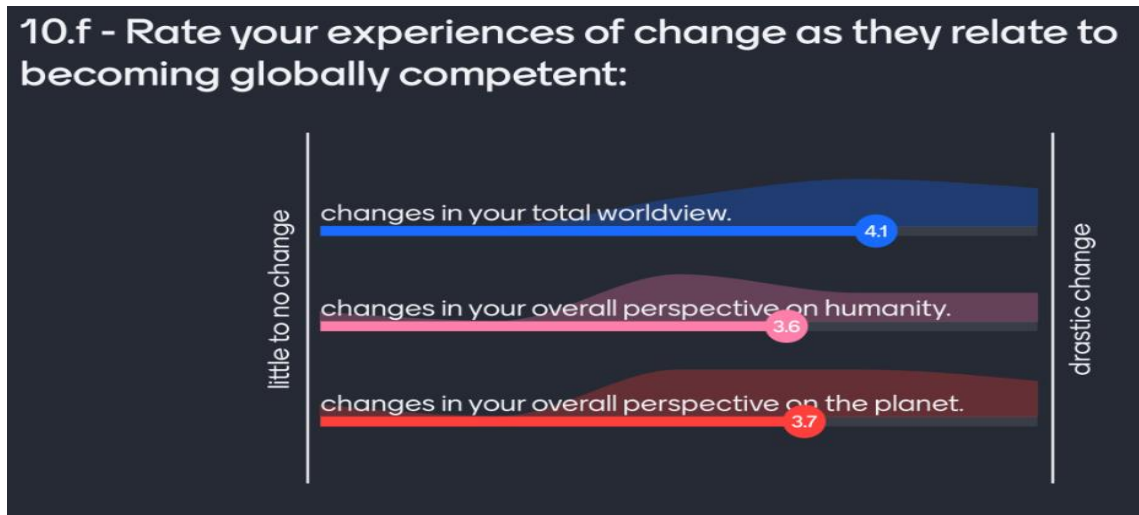 10.f - Rate your experiences of change as they relate to
becoming globally competent:
little to no change
changes in your total worldview.
4.1
changes in your overall perspective on humanity.
3.6
changes in your overall perspective on the planet.
3.7
drastic change